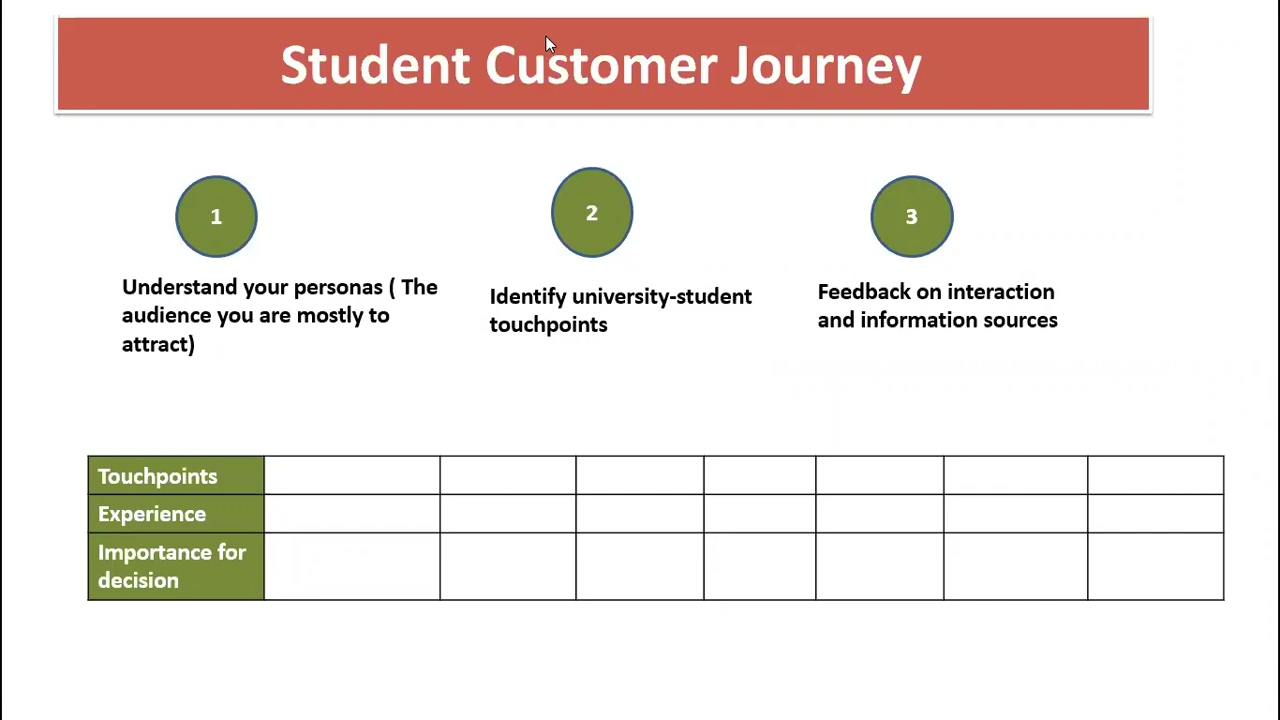 Student Customer Journey
1
2
3
Understand your personas ( The
audience you are mostly to
attract)
Identify university-student
touchpoints
Feedback on interaction
and information sources
Touchpoints
Experience
Importance for
decision